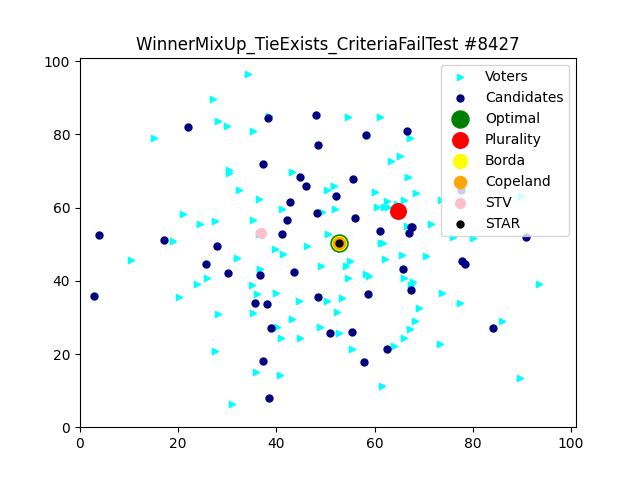 WinnerMixUp_TieExists_CriteriaFailTest #8427
100
80
60
40
20
0
0
20
40
60
80
100
Voters
Candidates
Optimal
Plurality
Borda
Copeland
STV
STAR